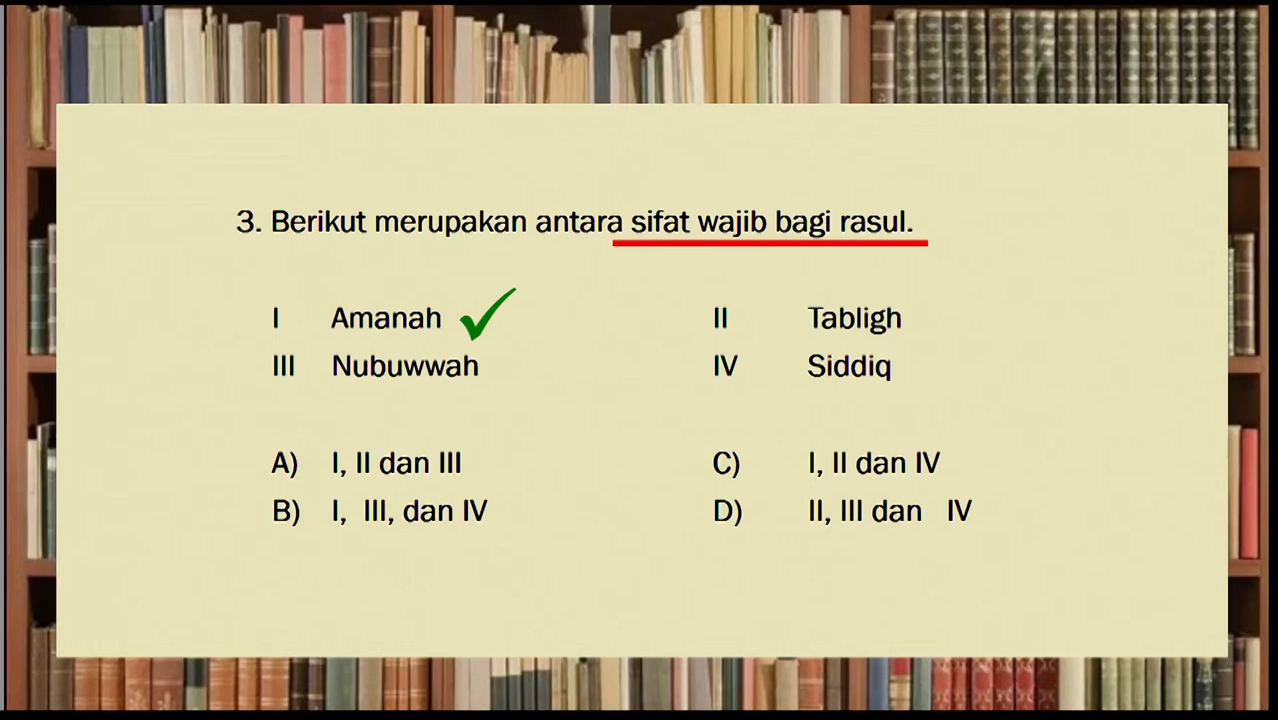 3. Berikut merupakan antara sifat wajib bagi rasul.
I Amanah II Tabligh
III Nubuwwah IV Siddiq
A) I, II dan III C) I, II dan IV
B) I, III, dan IV D) II, III dan IV